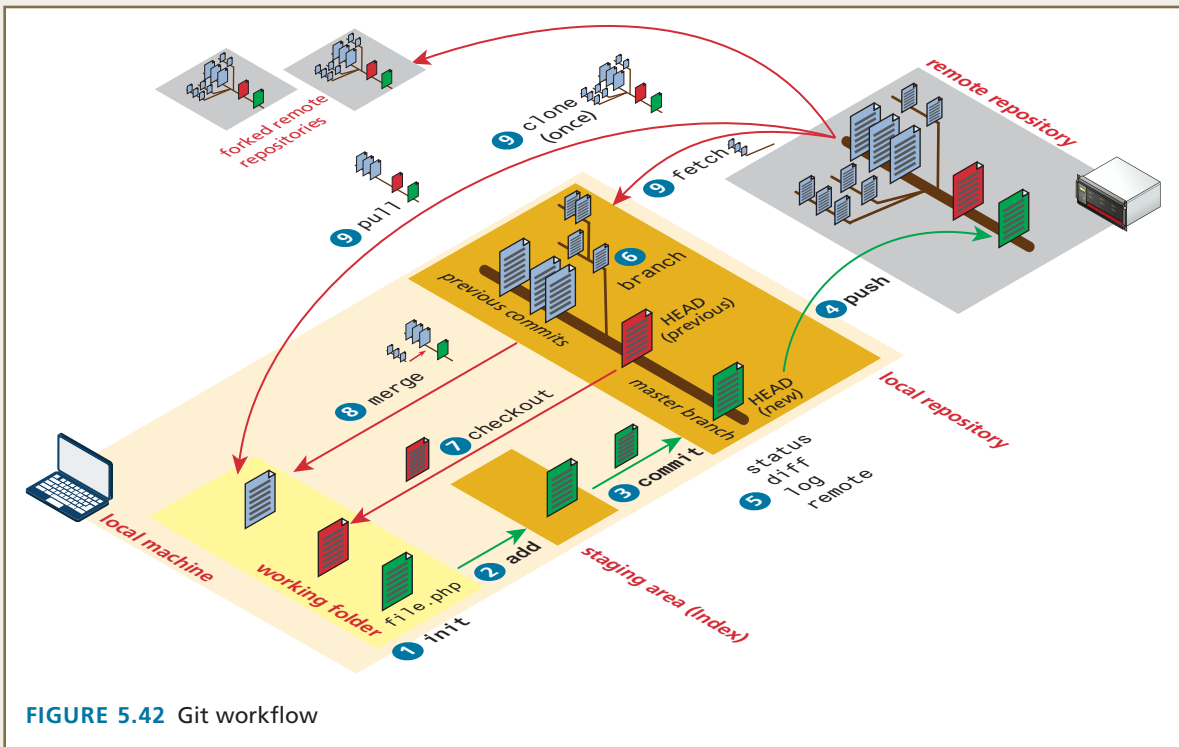 forked remote
repositories
9 clone
(once)
9 fetch
remote repository
9 pull
6
branch
previous commits
HEAD
(previous)
4 push
8 merge
7 checkout
master branch
HEAD
(new)
local repository
3 commit
5 status
diff
log
remote
local machine
working folder
file.php
2 add
staging area (Index)
1 init
FIGURE 5.42 Git workflow